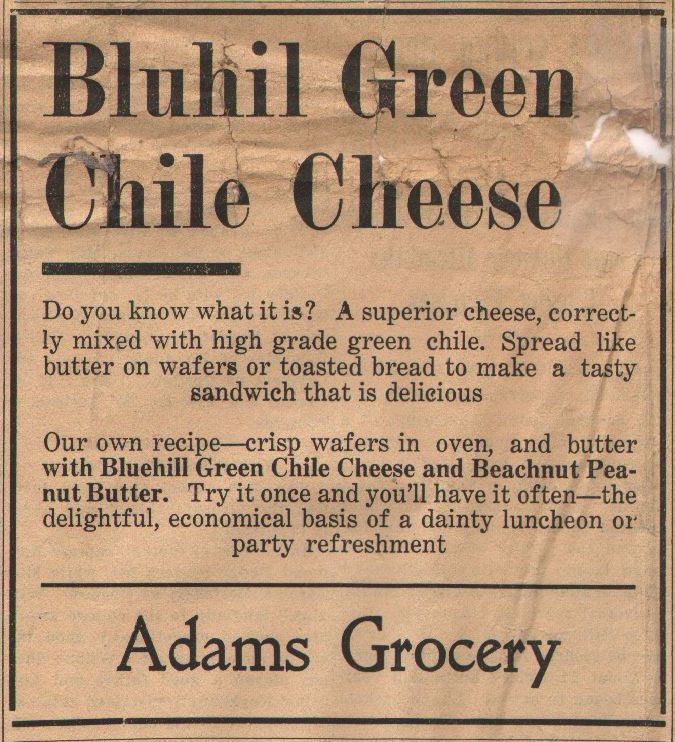 Bluhil Green
Chile Cheese
Do you know what it is? A superior cheese, correct-
ly mixed with high grade green chile. Spread like
butter on wafers or toasted bread to make a tasty
sandwich that is delicious
Our own recipe—crisp wafers in oven, and butter
with Bluehill Green Chile Cheese and Beachnut Pea-
nut Butter. Try it once and you'll have it often—the
delightful, economical basis of a dainty luncheon or
party refreshment
Adams Grocery